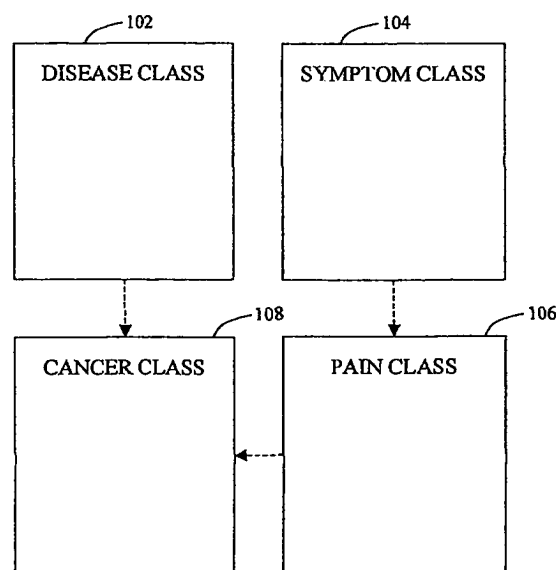 102
104
DISEASE CLASS
SYMPTOM CLASS
108
106
CANCER CLASS
PAIN CLASS